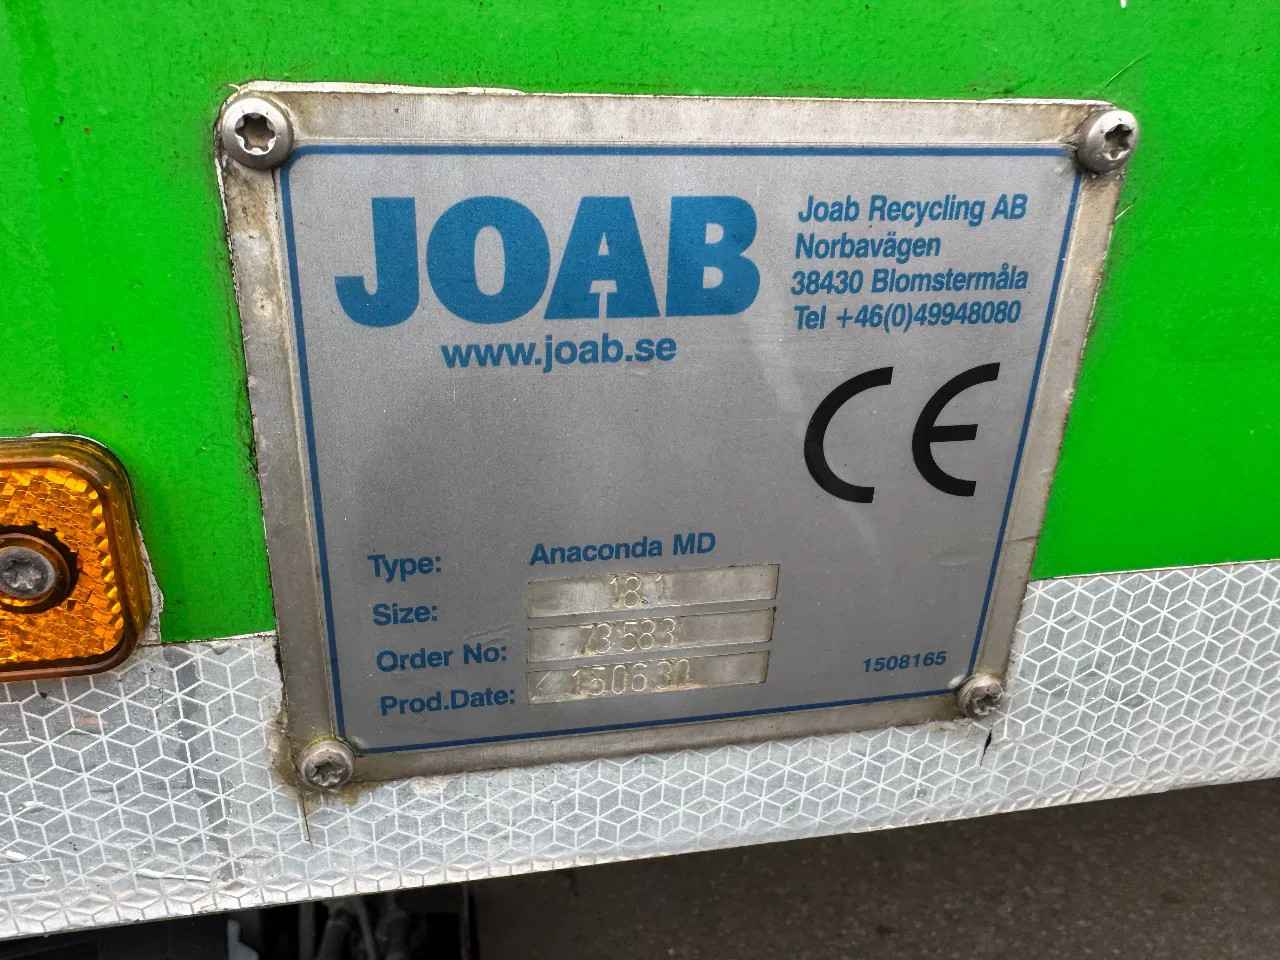 JOAB
www.joab.se
Joab Recycling AB
Norbavägen
38430 Blomstermåla
Tel +46(0)49948080
CE
Type: Anaconda MD
Size: 18.1
Order No: 73583
Prod.Date: 150630
1508165